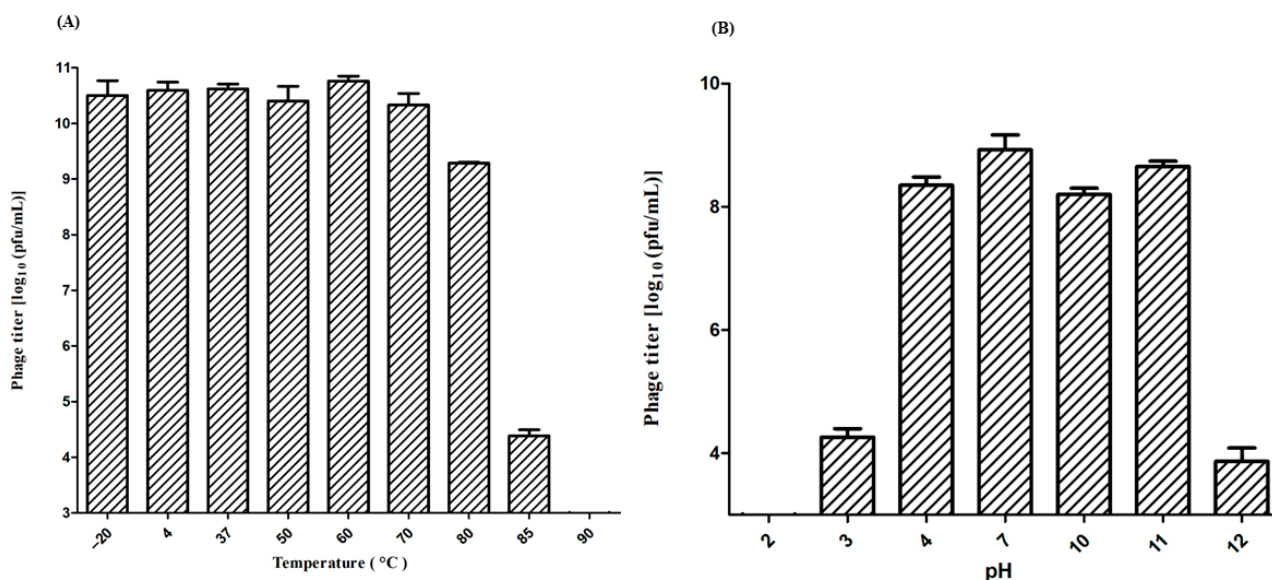 (A)
Phage titer [log10 (pfu/mL)]
11
10
9
8
7
6
5
4
3
−20 4 37 50 60 70 80 85 90
Temperature ( °C )
(B)
Phage titer [log10 (pfu/mL)]
10
8
6
4
2 3 4 7 10 11 12
pH